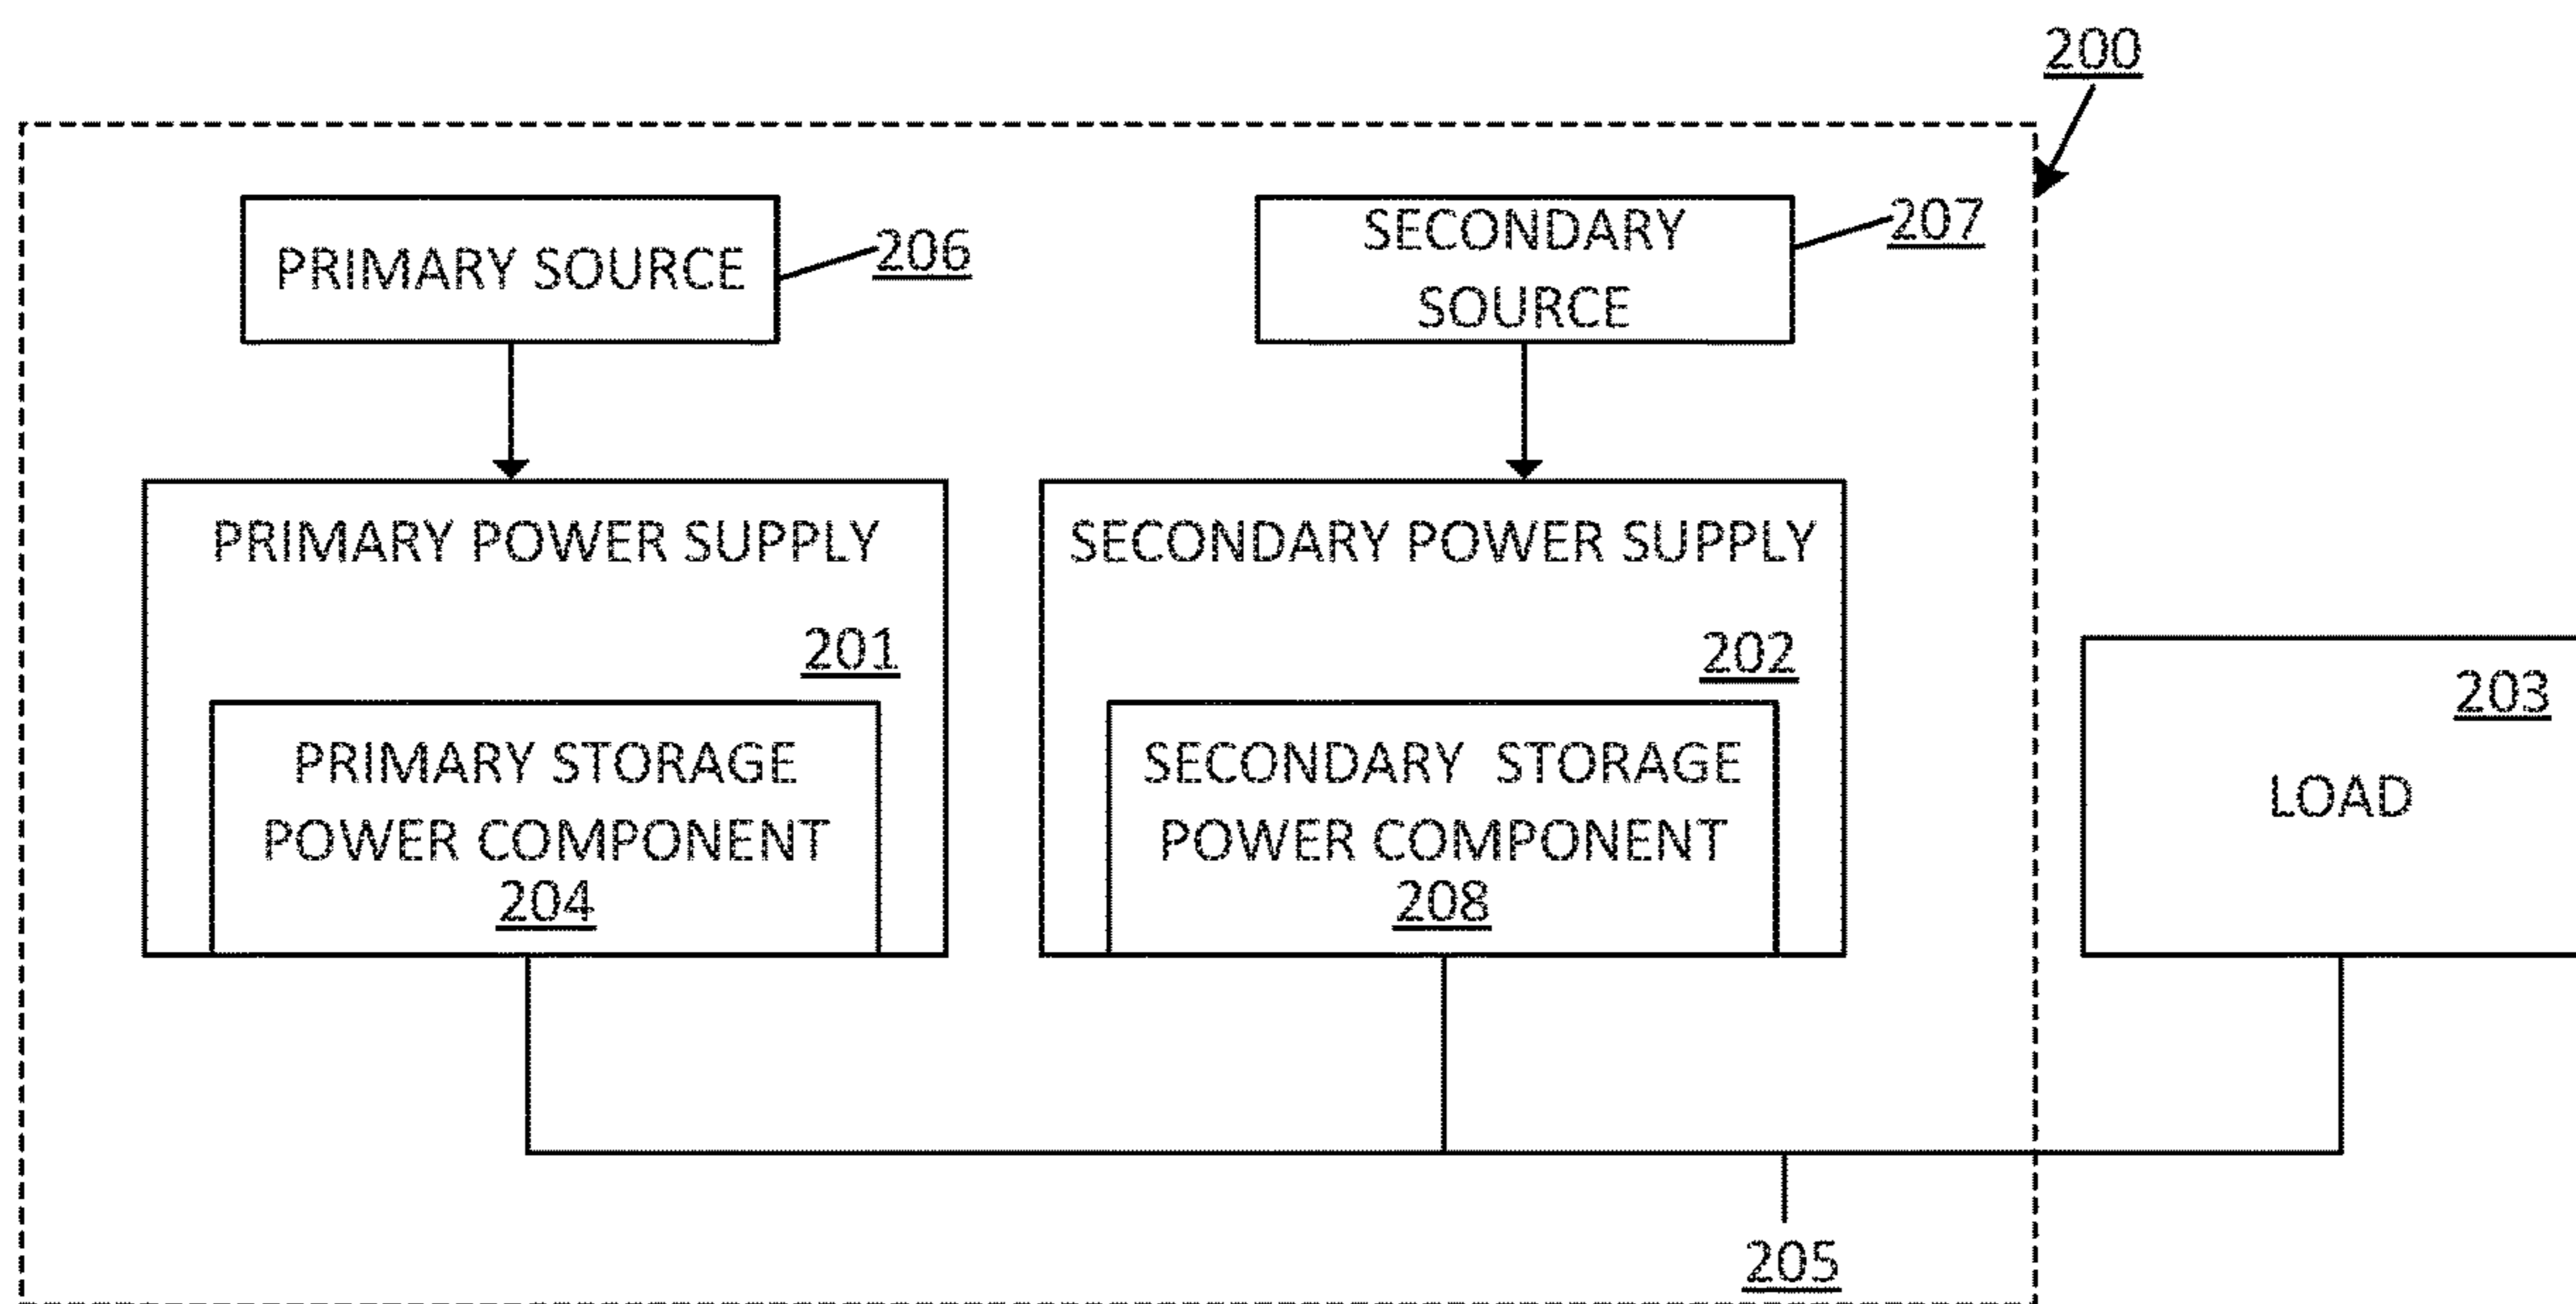 200
PRIMARY SOURCE
206
SECONDARY
SOURCE
207
PRIMARY POWER SUPPLY
201
PRIMARY STORAGE
POWER COMPONENT
204
SECONDARY POWER SUPPLY
202
SECONDARY STORAGE
POWER COMPONENT
208
203
LOAD
205